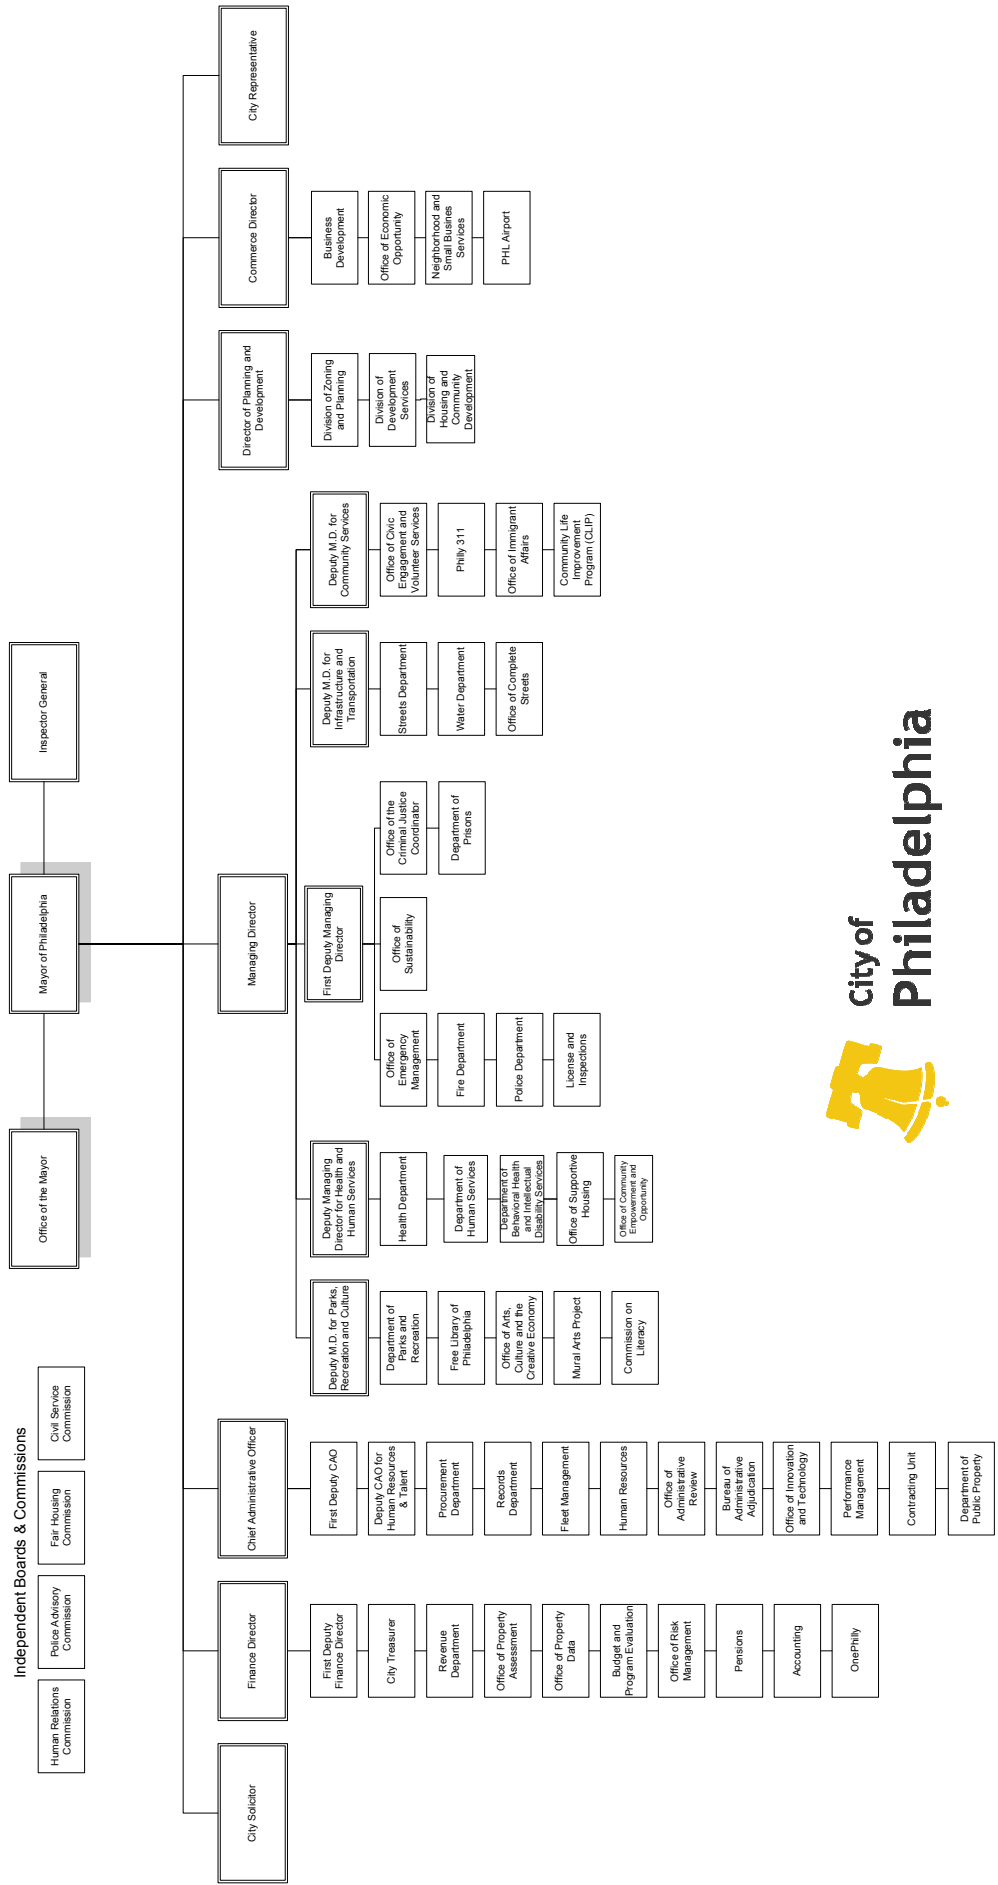 Office of the Mayor
Mayor of Philadelphia
Inspector General
Independent Boards & Commissions
Human Relations
Commission
Police Advisory
Commission
Fair Housing
Commission
Civil Service
Commission
City Solicitor
Finance Director
Chief Administrative Officer
Managing Director
Director of Planning and
Development
Commerce Director
City Representative
First Deputy
Finance Director
City Treasurer
Revenue
Department
Office of Property
Assessment
Office of Property
Data
Budget and
Program Evaluation
Office of Risk
Management
Pensions
Accounting
OnePhilly
First Deputy CAO
Deputy CAO for
Human Resources
& Talent
Procurement
Department
Records
Department
Fleet Management
Human Resources
Office of
Administrative
Review
Bureau of
Administrative
Adjudication
Office of Innovation
and Technology
Performance
Management
Contracting Unit
Department of
Public Property
Deputy M.D. for Parks,
Recreation and Culture
Department of
Parks and
Recreation
Free Library of
Philadelphia
Office of Arts,
Culture and the
Creative Economy
Mural Arts Project
Commission on
Literacy
Deputy Managing
Director for Health and
Human Services
Health Department
Department of
Human Services
Department of
Behavioral Health
and Intellectual
Disability Services
Office of Supportive
Housing
Office of Community
Empowerment and
Opportunity
First Deputy Managing
Director
Office of
Emergency
Management
Fire Department
Police Department
License and
Inspections
Office of
Sustainability
Office of the
Criminal Justice
Coordinator
Department of
Prisons
Deputy M.D. for
Infrastructure and
Transportation
Streets Department
Water Department
Office of Complete
Streets
Deputy M.D. for
Community Services
Office of Civic
Engagement and
Volunteer Services
Philly 311
Office of Immigrant
Affairs
Community Life
Improvement
Program (CLIP)
Division of Zoning
and Planning
Division of
Development
Services
Division of
Housing and
Community
Development
Business
Development
Office of Economic
Opportunity
Neighborhood and
Small Busines
Services
PHL Airport
City of
Philadelphia